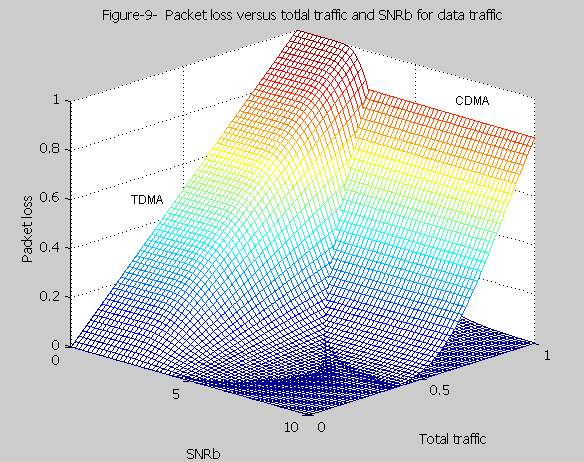 Figure-9- Packet loss versus totlal traffic and SNRb for data traffic
CDMA
TDMA
Packet loss
1
0.8
0.6
0.4
0.2
0
0
5
10
SNRb
0
0.5
1
Total traffic